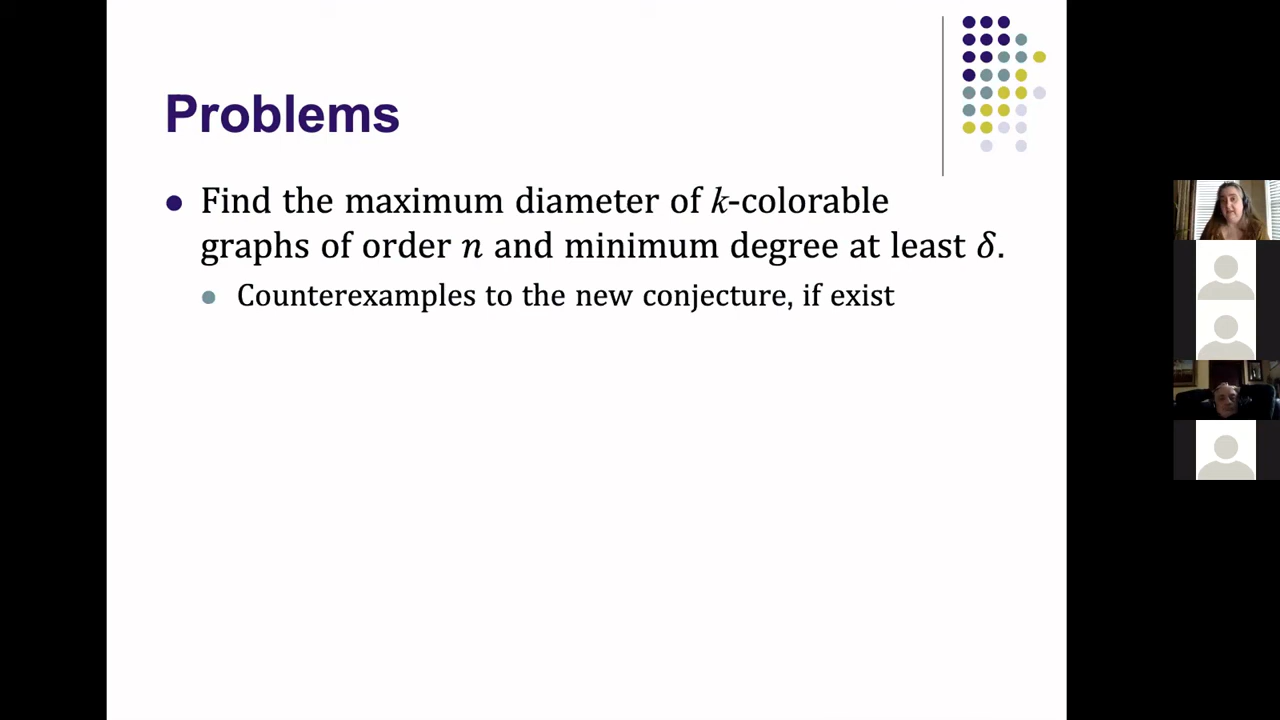 Problems
Find the maximum diameter of k-colorable
graphs of order n and minimum degree at least δ.
Counterexamples to the new conjecture, if exist